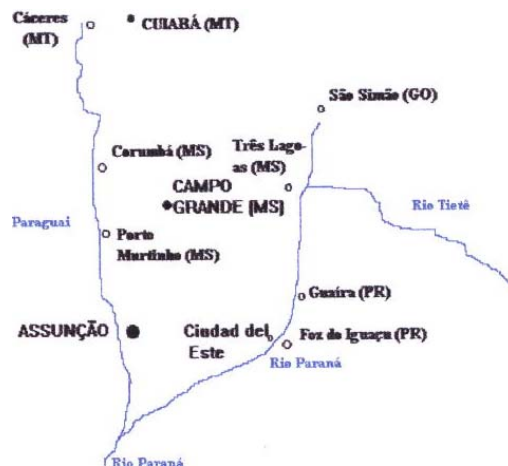 Cáceres
(MT)
CUIABÁ (MT)
São Simão (GO)
Três Lago-
as (MS)
Corumbá (MS)
CAMPO
GRANDE (MS)
Rio Tietê
Paraguai
Porto
Murtinho (MS)
Guaíra (PR)
ASSUNÇÃO
Ciudad del
Este
Foz do Iguaçu (PR)
Rio Paraná
Rio Paraná